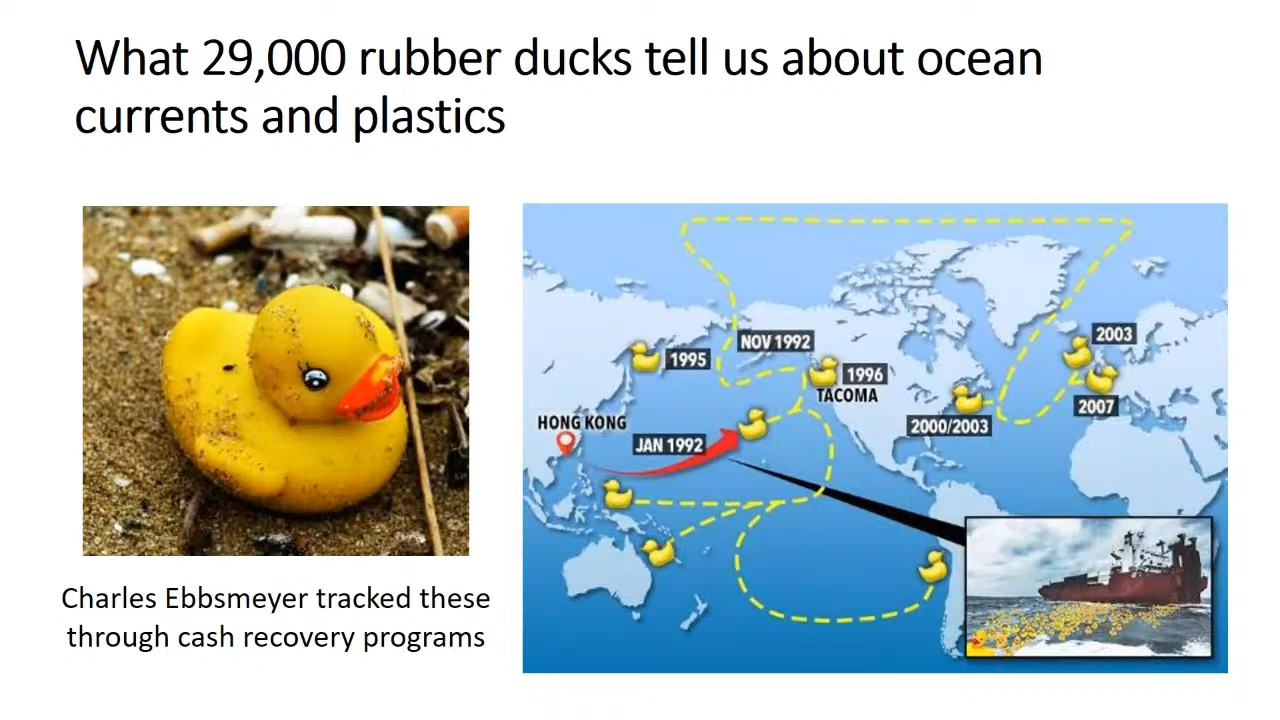 What 29,000 rubber ducks tell us about ocean
currents and plastics
NOV 1992
2003
1995
1996
TACOMA
2007
HONG KONG
2000/2003
JAN 1992
Charles Ebbsmeyer tracked these
through cash recovery programs